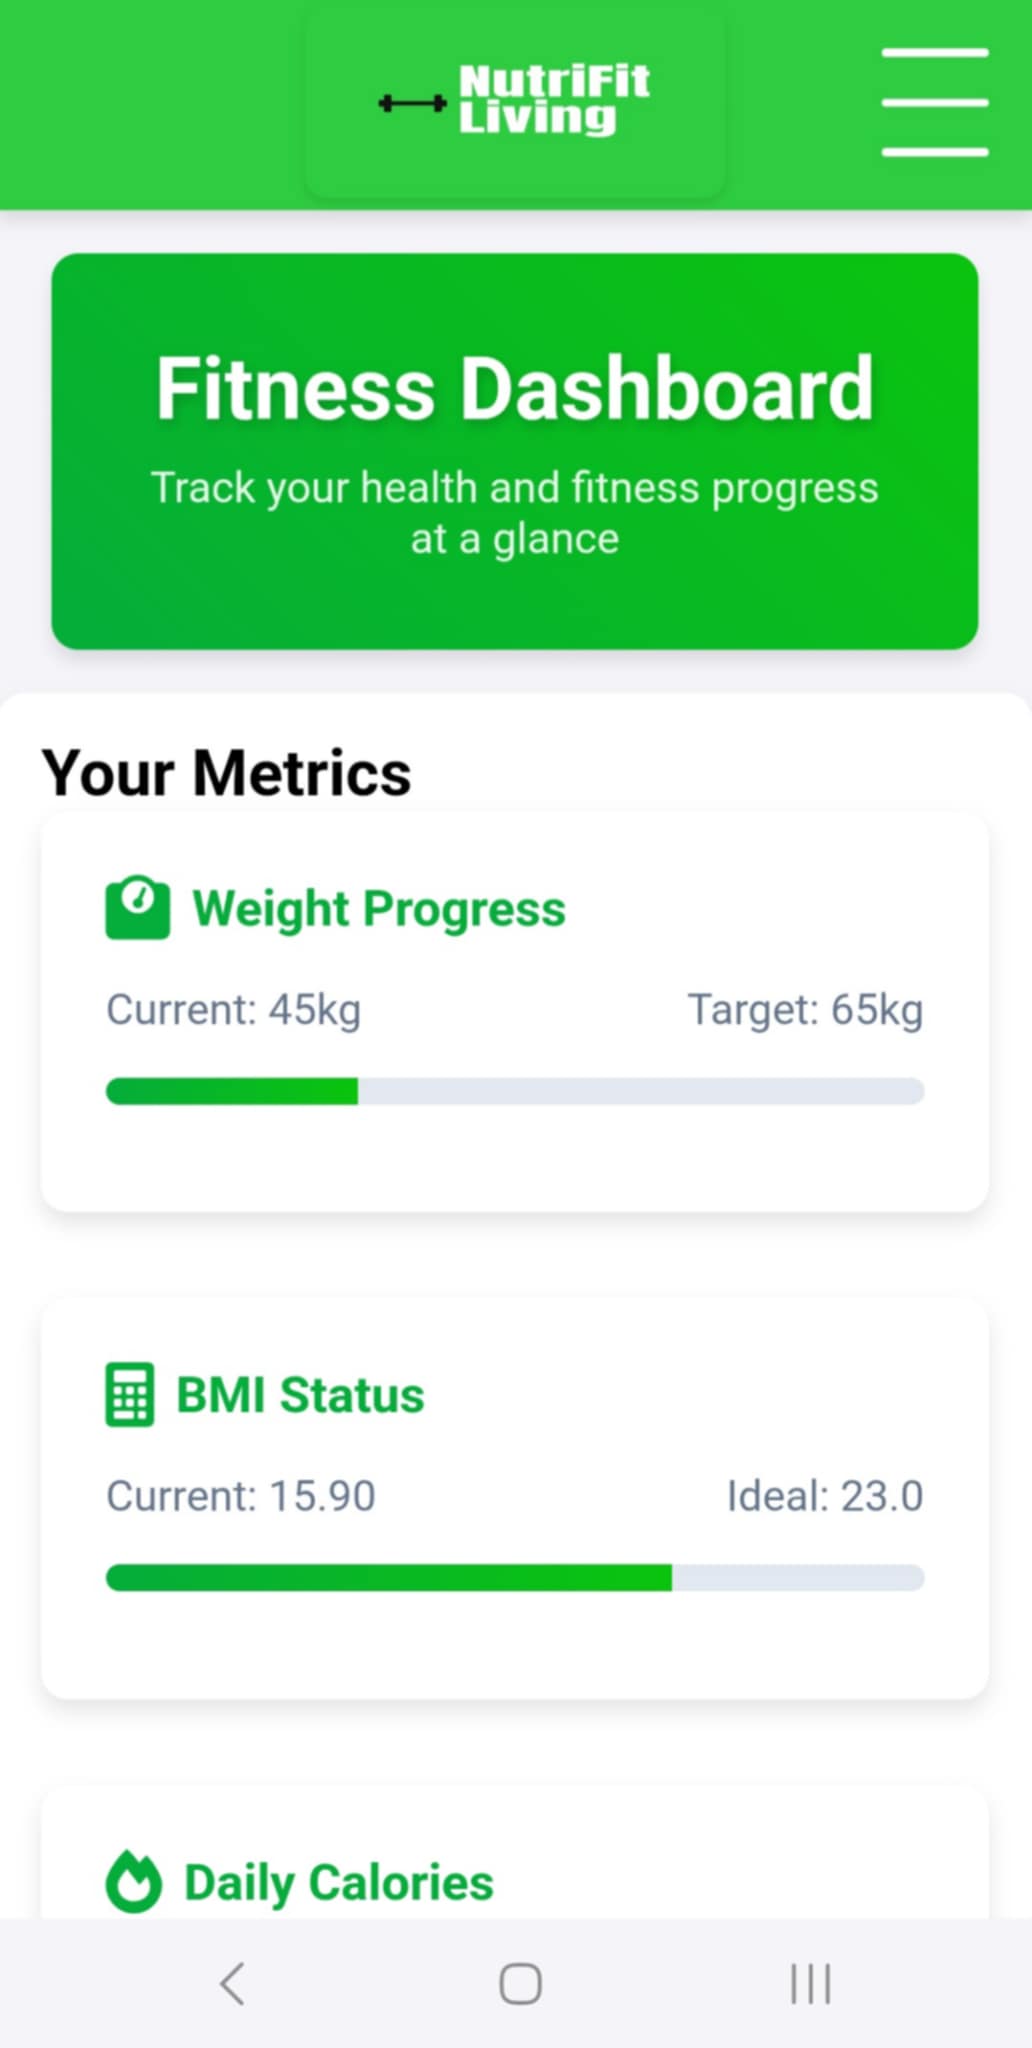 NutriFit
Living
Fitness Dashboard
Track your health and fitness progress
at a glance
Your Metrics
Weight Progress
Current: 45kg Target: 65kg
BMI Status
Current: 15.90 Ideal: 23.0
Daily Calories